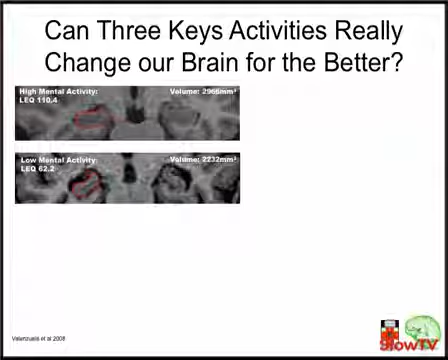 Can Three Keys Activities Really
Change our Brain for the Better?
High Mental Activity:
LEQ 110.4
Volume: 2966mm³
Low Mental Activity:
LEQ 62.2
Volume: 2232mm³
Valenzuela et al 2008
SlowTV